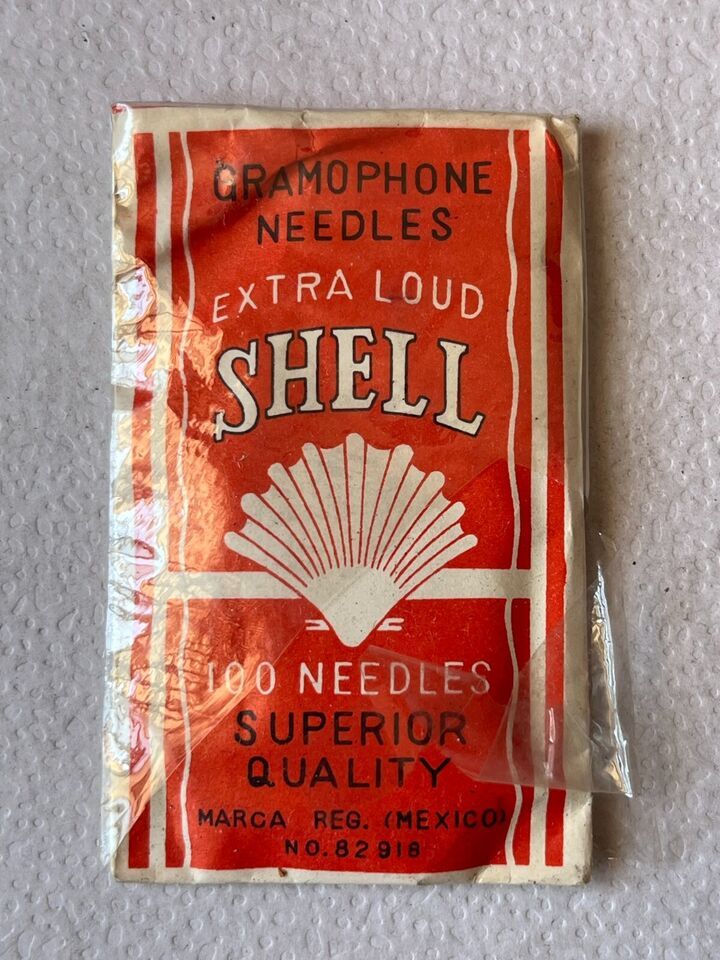 GRAMOPHONE
NEEDLES
EXTRA LOUD
SHELL
100 NEEDLES
SUPERIOR
QUALITY
MARCA REG. (MEXICO)
NO. 82918